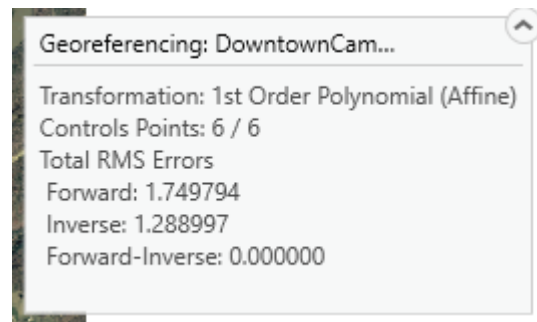 Georeferencing: DowntownCam...
Transformation: 1st Order Polynomial (Affine)
Controls Points: 6 / 6
Total RMS Errors
Forward: 1.749794
Inverse: 1.288997
Forward-Inverse: 0.000000